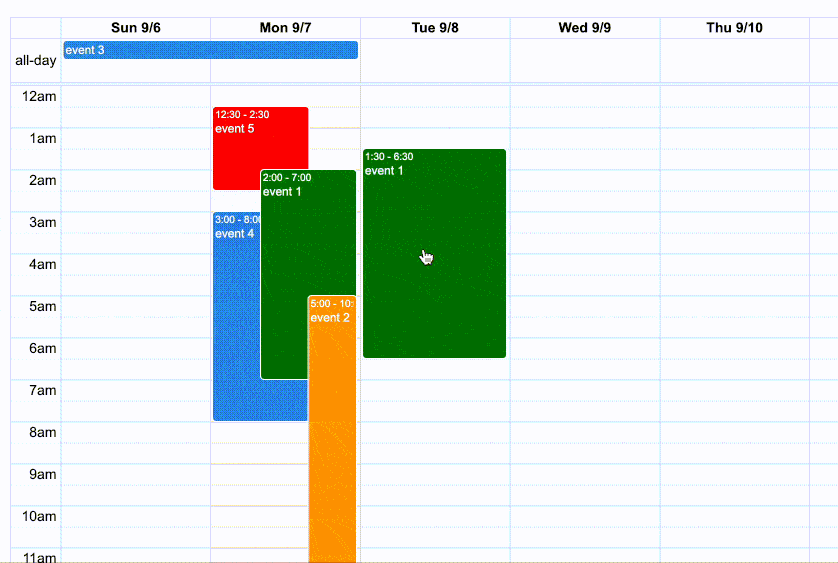 Sun 9/6 Mon 9/7 Tue 9/8 Wed 9/9 Thu 9/10
all-day event 3
12am
12:30 - 2:30
event 5
1am
1:30 - 6:30
event 1
2am
2:00 - 7:00
event 1
3am
3:00 - 8:00
event 4
4am
5am
5:00 - 10:
event 2
6am
7am
8am
9am
10am
11am